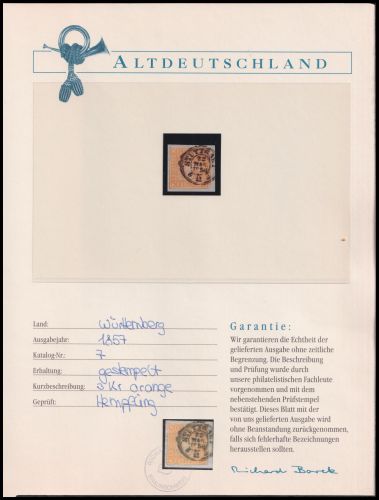 ALTDEUTSCHLAND
Land: Württemberg
Ausgabejahr: 1857
Katalog-Nr.: 7
Erhaltung: gestempelt
Kurzbeschreibung: 3 Kr orange
Geprüft: Hempfing
Garantie:
Wir garantieren die Echtheit der
gelieferten Ausgabe ohne zeitliche
Begrenzung. Die Beschreibung
und Prüfung wurde durch
unsere philatelistischen Fachleute
vorgenommen und mit dem
nebenstehenden Prüfstempel
bestätigt. Dieses Blatt mit der
von uns gelieferten Ausgabe wird
ohne Beanstandung zurückgenommen,
falls sich fehlerhafte Bezeichnungen
herausstellen sollten.
Richard Borek